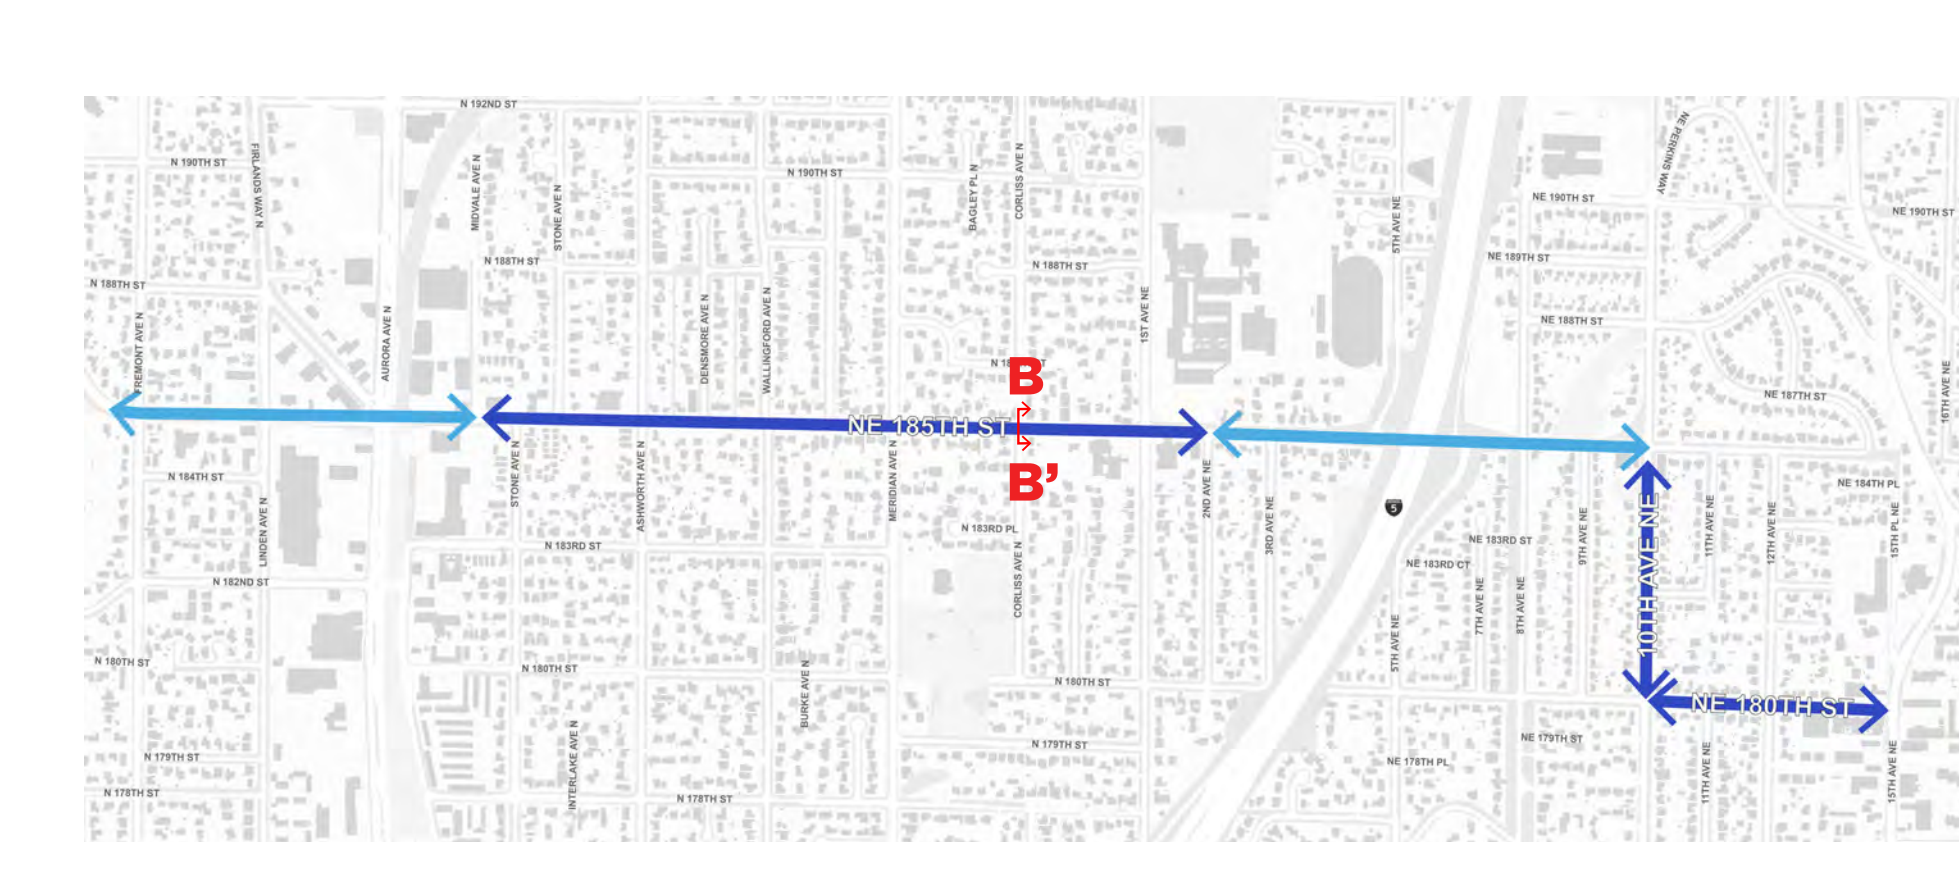 N 192ND ST
N 190TH ST
FIRLANDS WAY N
MIDVALE AVE N
STONE AVE N
N 190TH ST
BAGLEY PL N
CORLISS AVE N
5TH AVE NE
NE PERKINS WAY
NE 190TH ST
NE 190TH ST
N 188TH ST
N 188TH ST
N 188TH ST
NE 189TH ST
FREMONT AVE N
AURORA AVE N
DENSMORE AVE N
WALLINGFORD AVE N
1ST AVE NE
NE 188TH ST
B
NE 187TH ST
16TH AVE NE
NE 185TH ST
B’
N 184TH ST
LINDEN AVE N
STONE AVE N
ASHWORTH AVE N
MERIDIAN AVE N
2ND AVE NE
3RD AVE NE
5
NE 184TH PL
10TH AVE NE
11TH AVE NE
12TH AVE NE
15TH PL NE
9TH AVE NE
N 183RD PL
N 183RD ST
NE 183RD ST
NE 183RD CT
N 182ND ST
CORLISS AVE N
7TH AVE NE
8TH AVE NE
5TH AVE NE
N 180TH ST
N 180TH ST
BURKE AVE N
N 180TH ST
NE 180TH ST
N 179TH ST
INTERLAKE AVE N
N 179TH ST
NE 179TH ST
NE 178TH PL
11TH AVE NE
15TH AVE NE
N 178TH ST
N 178TH ST